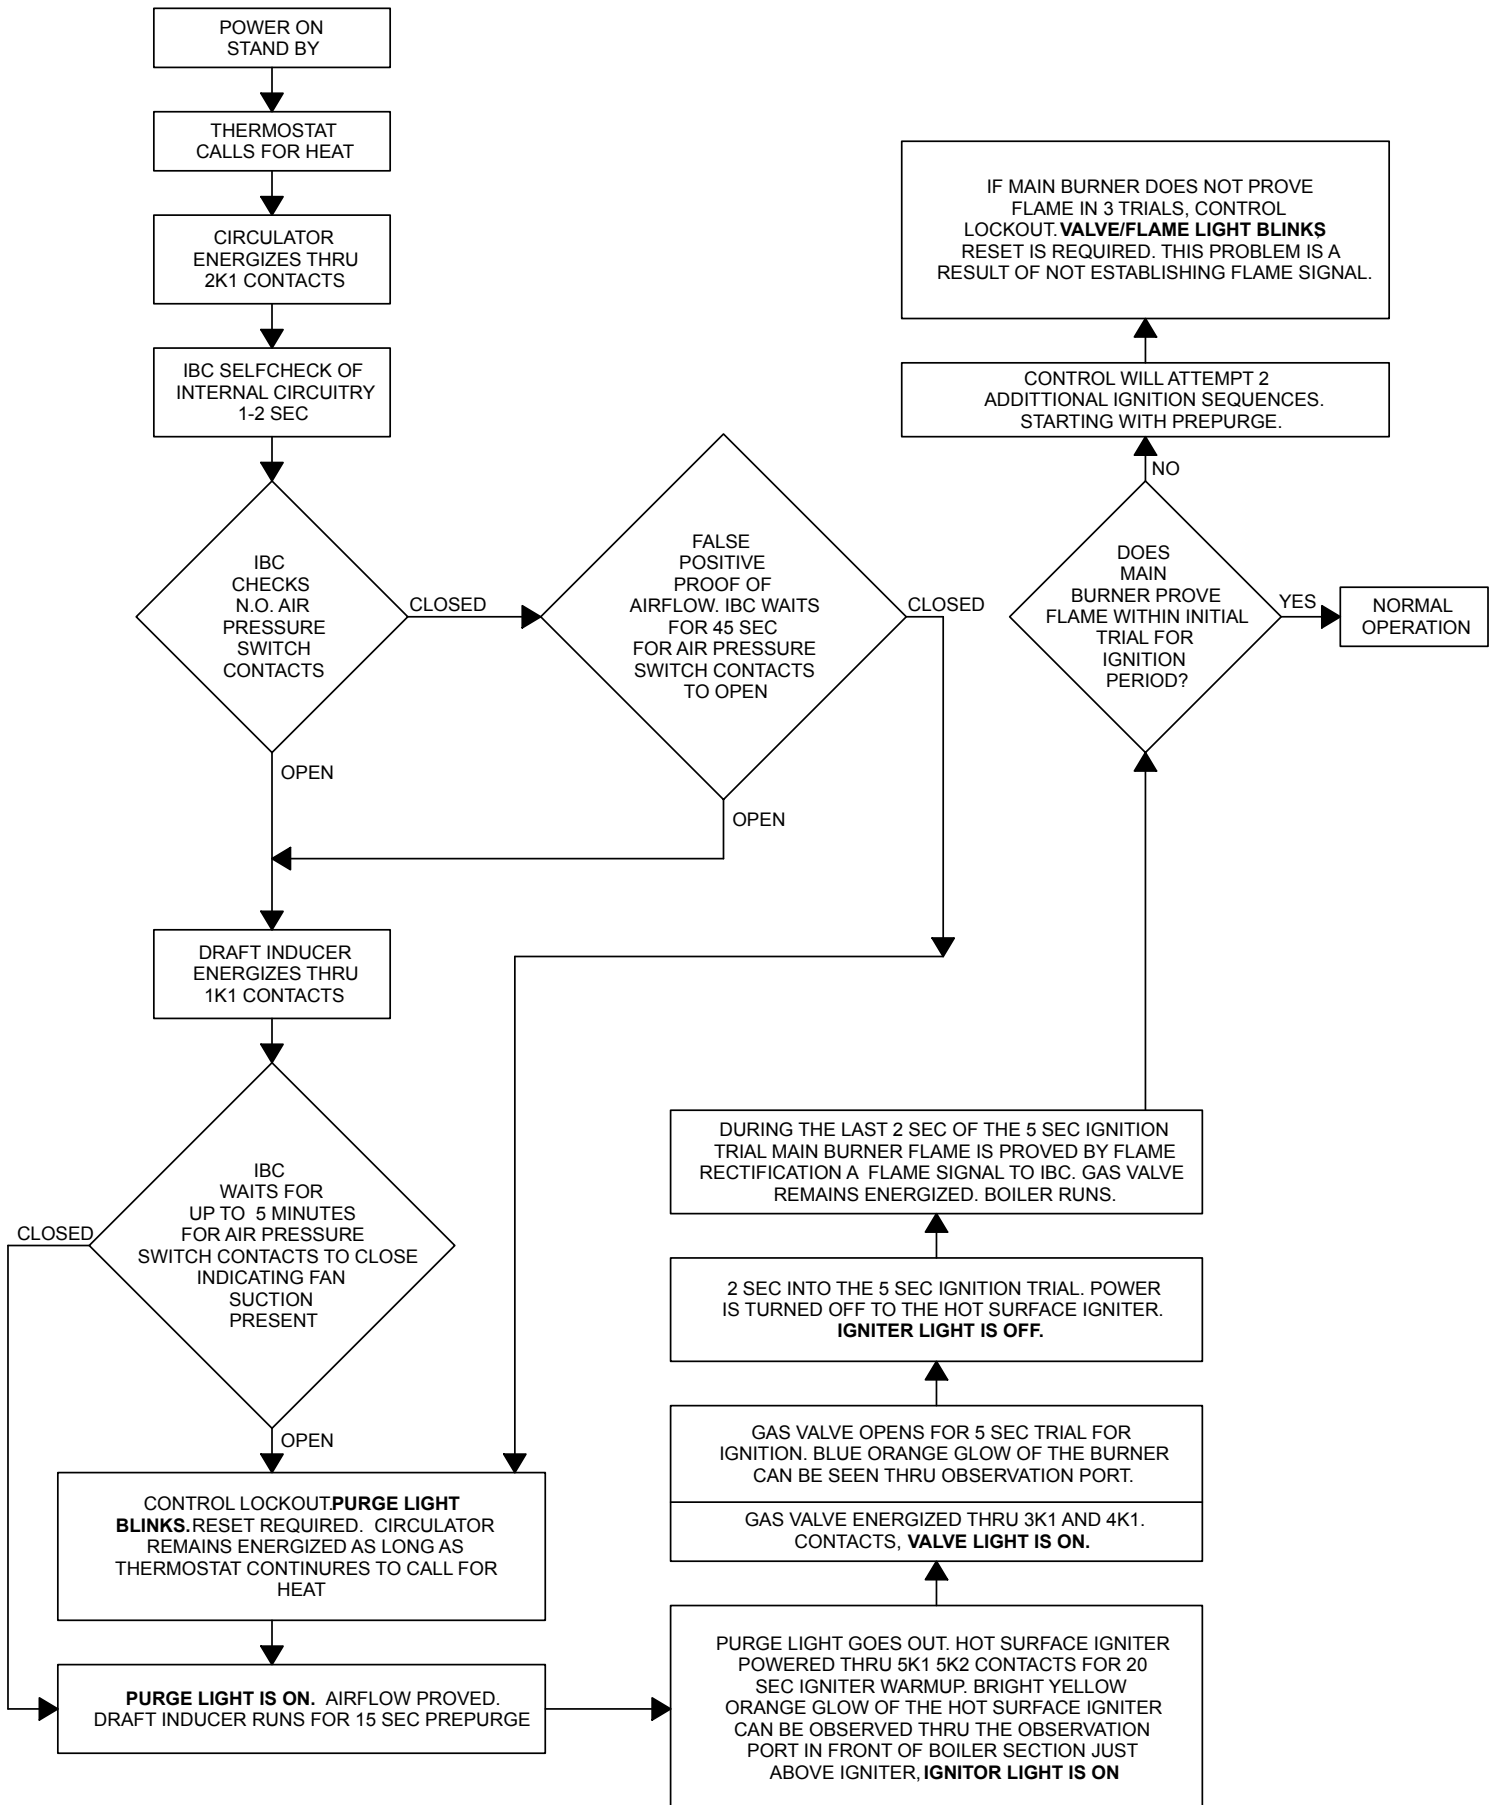 POWER ON
STAND BY
THERMOSTAT
CALLS FOR HEAT
CIRCULATOR
ENERGIZES THRU
2K1 CONTACTS
IBC SELFCHECK OF
INTERNAL CIRCUITRY
1-2 SEC
IBC
CHECKS
N.O. AIR
PRESSURE
SWITCH
CONTACTS
CLOSED
OPEN
FALSE
POSITIVE
PROOF OF
AIRFLOW. IBC WAITS
FOR 45 SEC
FOR AIR PRESSURE
SWITCH CONTACTS
TO OPEN
CLOSED
OPEN
DRAFT INDUCER
ENERGIZES THRU
1K1 CONTACTS
IBC
WAITS FOR
UP TO 5 MINUTES
FOR AIR PRESSURE
SWITCH CONTACTS TO CLOSE
INDICATING FAN
SUCTION
PRESENT
CLOSED
OPEN
CONTROL LOCKOUT.PURGE LIGHT
BLINKS.RESET REQUIRED. CIRCULATOR
REMAINS ENERGIZED AS LONG AS
THERMOSTAT CONTINURES TO CALL FOR
HEAT
PURGE LIGHT IS ON. AIRFLOW PROVED.
DRAFT INDUCER RUNS FOR 15 SEC PREPURGE
PURGE LIGHT GOES OUT. HOT SURFACE IGNITER
POWERED THRU 5K1 5K2 CONTACTS FOR 20
SEC IGNITER WARMUP. BRIGHT YELLOW
ORANGE GLOW OF THE HOT SURFACE IGNITER
CAN BE OBSERVED THRU THE OBSERVATION
PORT IN FRONT OF BOILER SECTION JUST
ABOVE IGNITER, IGNITOR LIGHT IS ON
GAS VALVE OPENS FOR 5 SEC TRIAL FOR
IGNITION. BLUE ORANGE GLOW OF THE BURNER
CAN BE SEEN THRU OBSERVATION PORT.
GAS VALVE ENERGIZED THRU 3K1 AND 4K1.
CONTACTS, VALVE LIGHT IS ON.
2 SEC INTO THE 5 SEC IGNITION TRIAL. POWER
IS TURNED OFF TO THE HOT SURFACE IGNITER.
IGNITER LIGHT IS OFF.
DURING THE LAST 2 SEC OF THE 5 SEC IGNITION
TRIAL MAIN BURNER FLAME IS PROVED BY FLAME
RECTIFICATION A FLAME SIGNAL TO IBC. GAS VALVE
REMAINS ENERGIZED. BOILER RUNS.
DOES
MAIN
BURNER PROVE
FLAME WITHIN INITIAL
TRIAL FOR
IGNITION
PERIOD?
YES
NORMAL
OPERATION
NO
CONTROL WILL ATTEMPT 2
ADDITTIONAL IGNITION SEQUENCES.
STARTING WITH PREPURGE.
IF MAIN BURNER DOES NOT PROVE
FLAME IN 3 TRIALS, CONTROL
LOCKOUT. VALVE/FLAME LIGHT BLINKS,
RESET IS REQUIRED. THIS PROBLEM IS A
RESULT OF NOT ESTABLISHING FLAME SIGNAL.